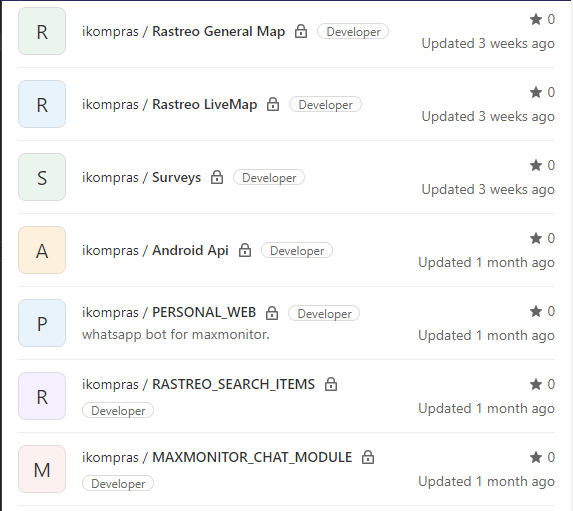 R
ikompras / Rastreo General Map Developer
0
Updated 3 weeks ago
R
ikompras / Rastreo LiveMap Developer
0
Updated 3 weeks ago
S
ikompras / Surveys Developer
0
Updated 3 weeks ago
A
ikompras / Android Api Developer
0
Updated 1 month ago
P
ikompras / PERSONAL_WEB Developer
whatsapp bot for maxmonitor.
0
Updated 1 month ago
R
ikompras / RASTREO_SEARCH_ITEMS
Developer
0
Updated 1 month ago
M
ikompras / MAXMONITOR_CHAT_MODULE
Developer
0
Updated 1 month ago